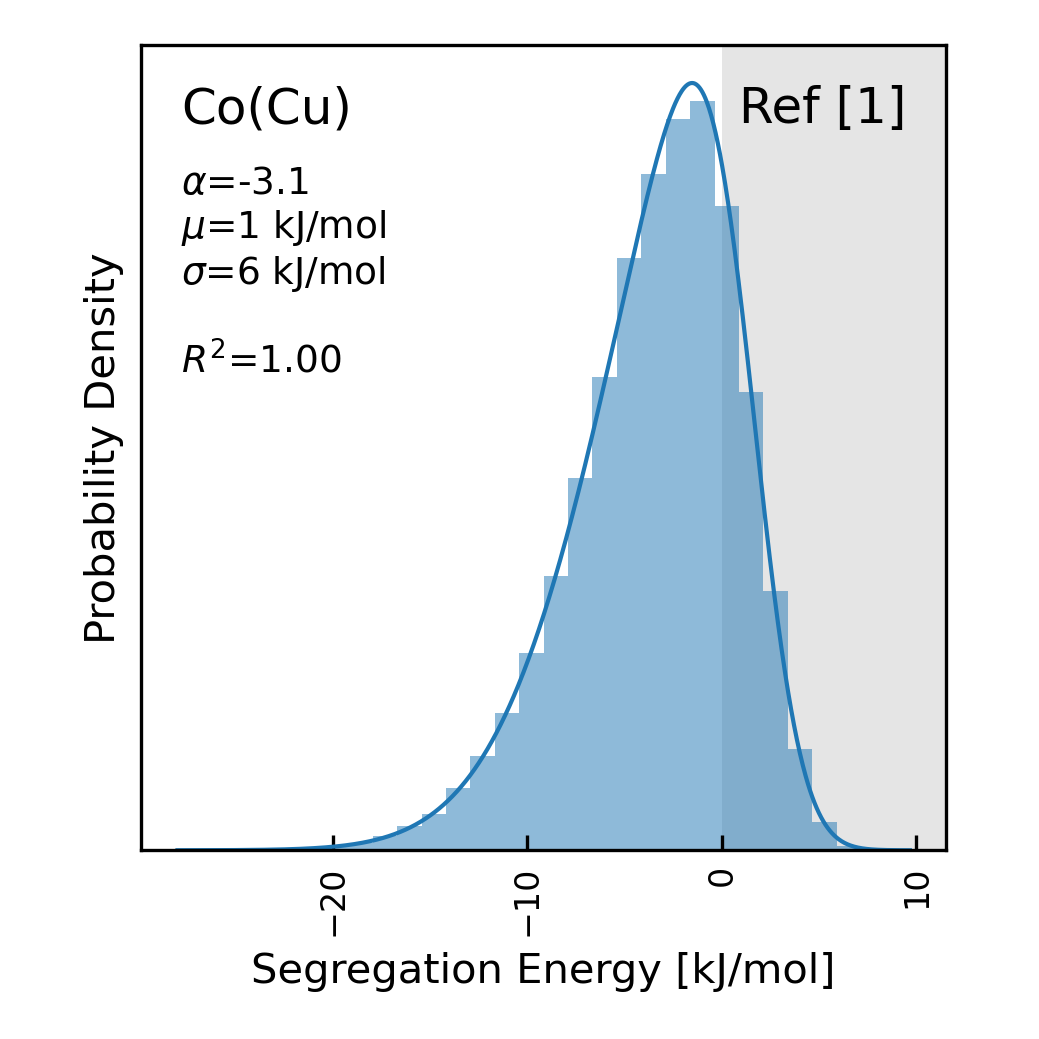 Co(Cu)
Ref [1]
α=-3.1
μ=1 kJ/mol
σ=6 kJ/mol
R²=1.00
Probability Density
−20
−10
0
10
Segregation Energy [kJ/mol]